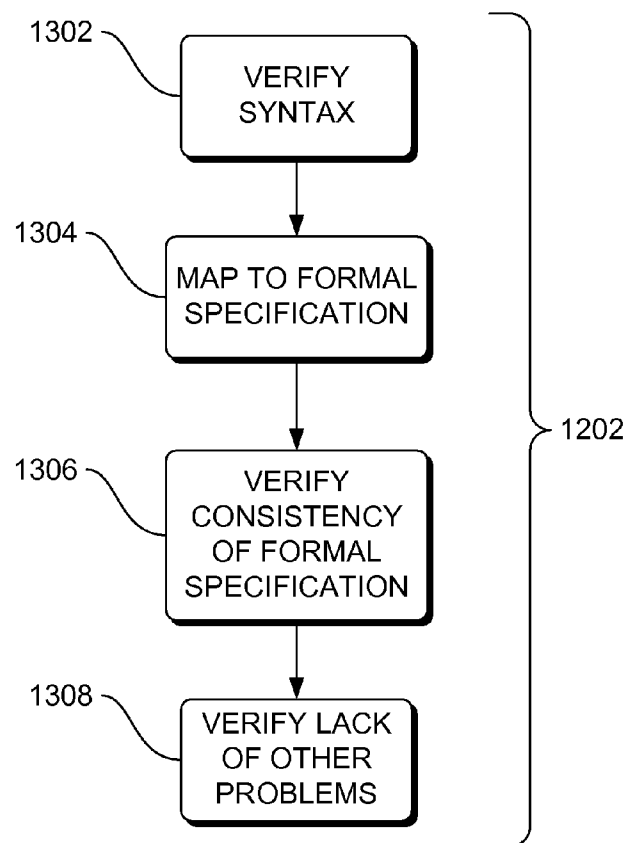 1302
VERIFY
SYNTAX
1304
MAP TO FORMAL
SPECIFICATION
1202
1306
VERIFY
CONSISTENCY
OF FORMAL
SPECIFICATION
1308
VERIFY LACK
OF OTHER
PROBLEMS